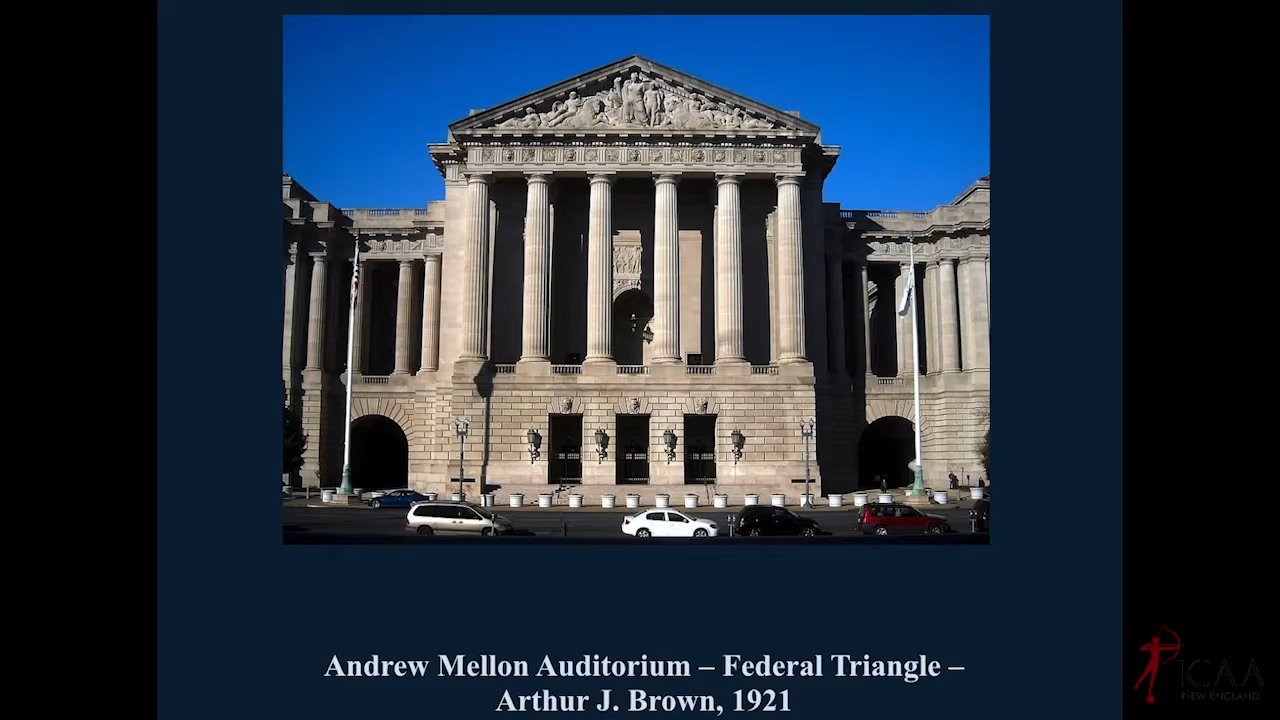 Andrew Mellon Auditorium – Federal Triangle –
Arthur J. Brown, 1921
ICAA
NEW ENGLAND